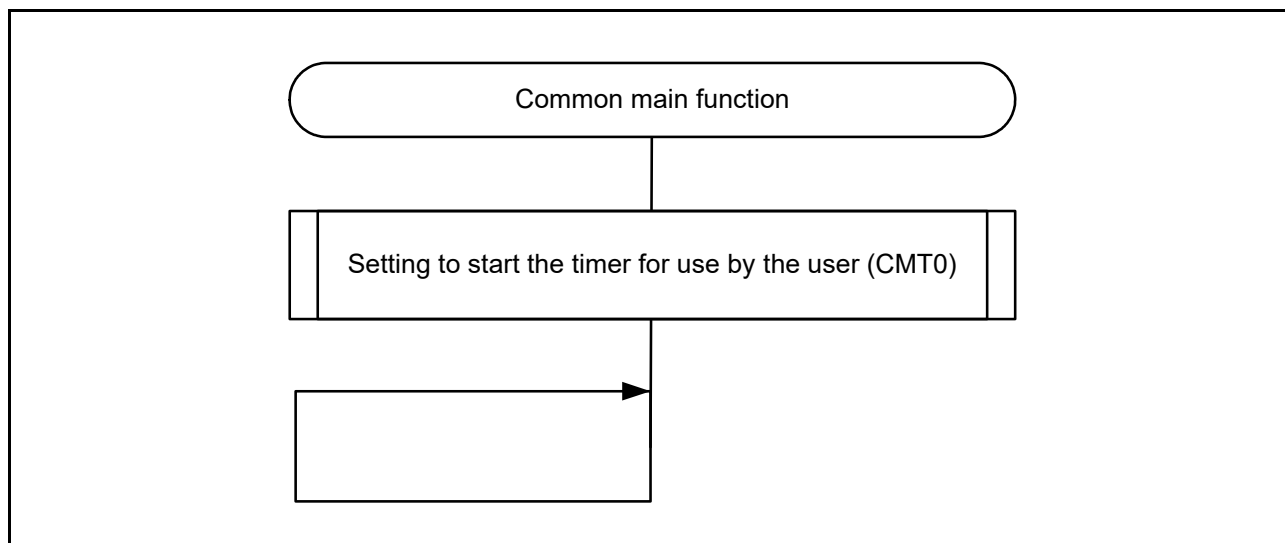 Common main function
Setting to start the timer for use by the user (CMT0)